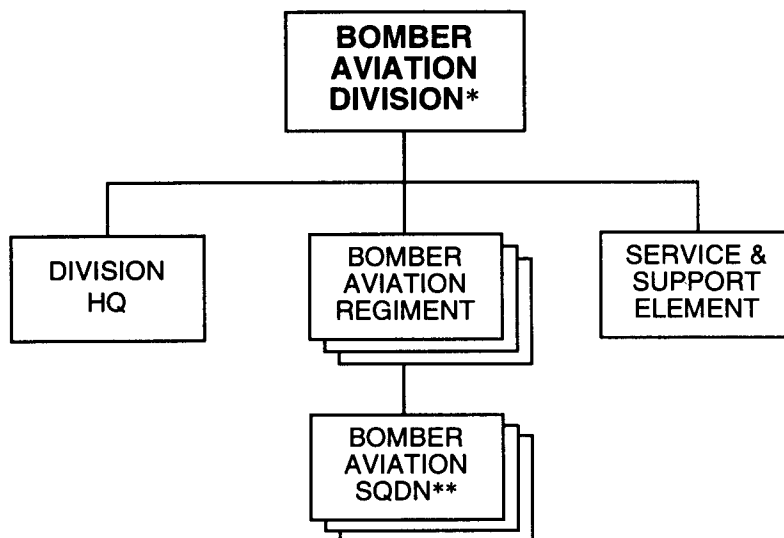 BOMBER
AVIATION
DIVISION*
DIVISION
HQ
BOMBER
AVIATION
REGIMENT
SERVICE &
SUPPORT
ELEMENT
BOMBER
AVIATION
SQDN**